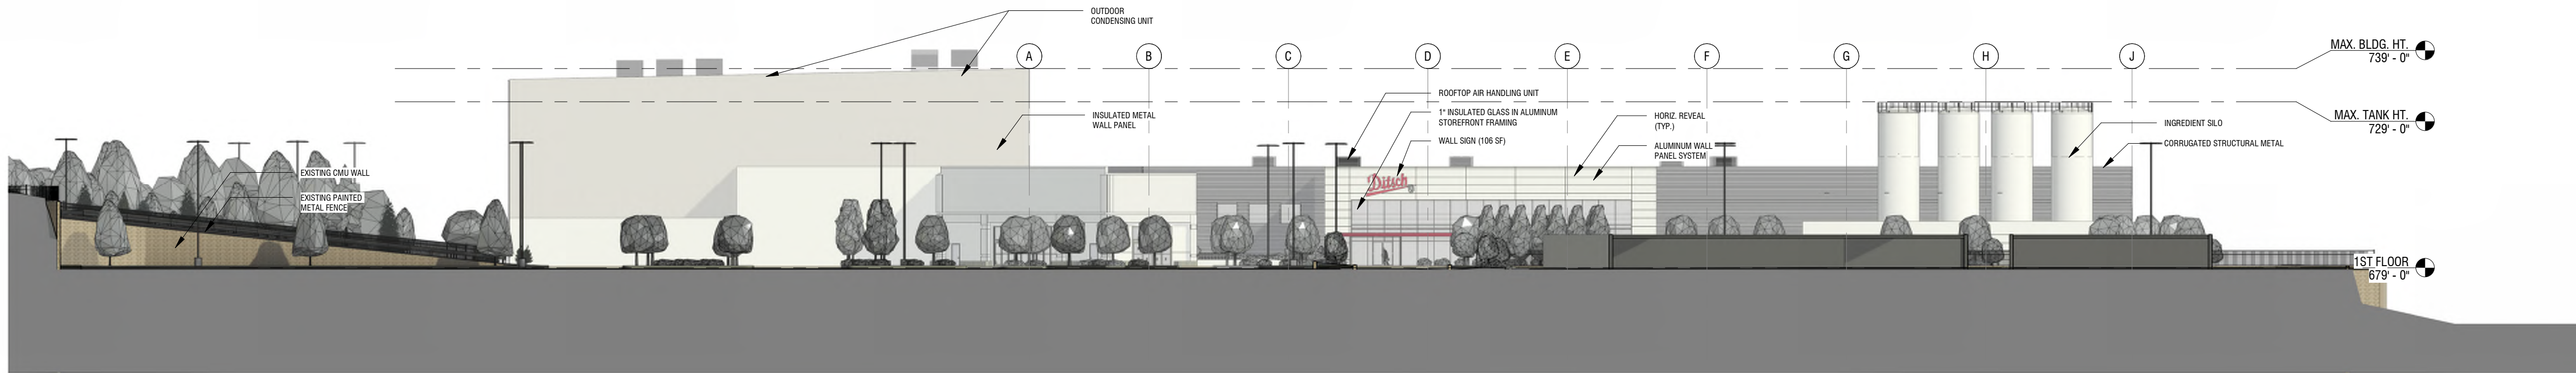 OUTDOOR
CONDENSING UNIT
A
B
C
D
E
F
G
H
J
MAX. BLDG. HT.
739' - 0"
MAX. TANK HT.
729' - 0"
INSULATED METAL
WALL PANEL
ROOFTOP AIR HANDLING UNIT
1" INSULATED GLASS IN ALUMINUM
STOREFRONT FRAMING
WALL SIGN (106 SF)
HORIZ. REVEAL
(TYP.)
ALUMINUM WALL
PANEL SYSTEM
INGREDIENT SILO
CORRUGATED STRUCTURAL METAL
EXISTING CMU WALL
EXISTING PAINTED
METAL FENCE
Ditsch
1ST FLOOR
679' - 0"